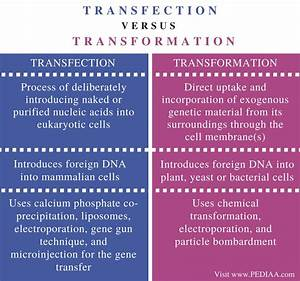 TRANSFECTION
VERSUS
TRANSFORMATION
TRANSFECTION
Process of deliberately
introducing naked or
purified nucleic acids into
eukaryotic cells
Introduces foreign DNA
into mammalian cells
Uses calcium phosphate co-
precipitation, liposomes,
electroporation, gene gun
technique, and
microinjection for the gene
transfer
TRANSFORMATION
Direct uptake and
incorporation of exogenous
genetic material from its
surroundings through the
cell membrane(s)
Introduces foreign DNA into
plant, yeast or bacterial cells
Uses chemical
transformation,
electroporation, and
particle bombardment
Visit www.PEDIAA.com